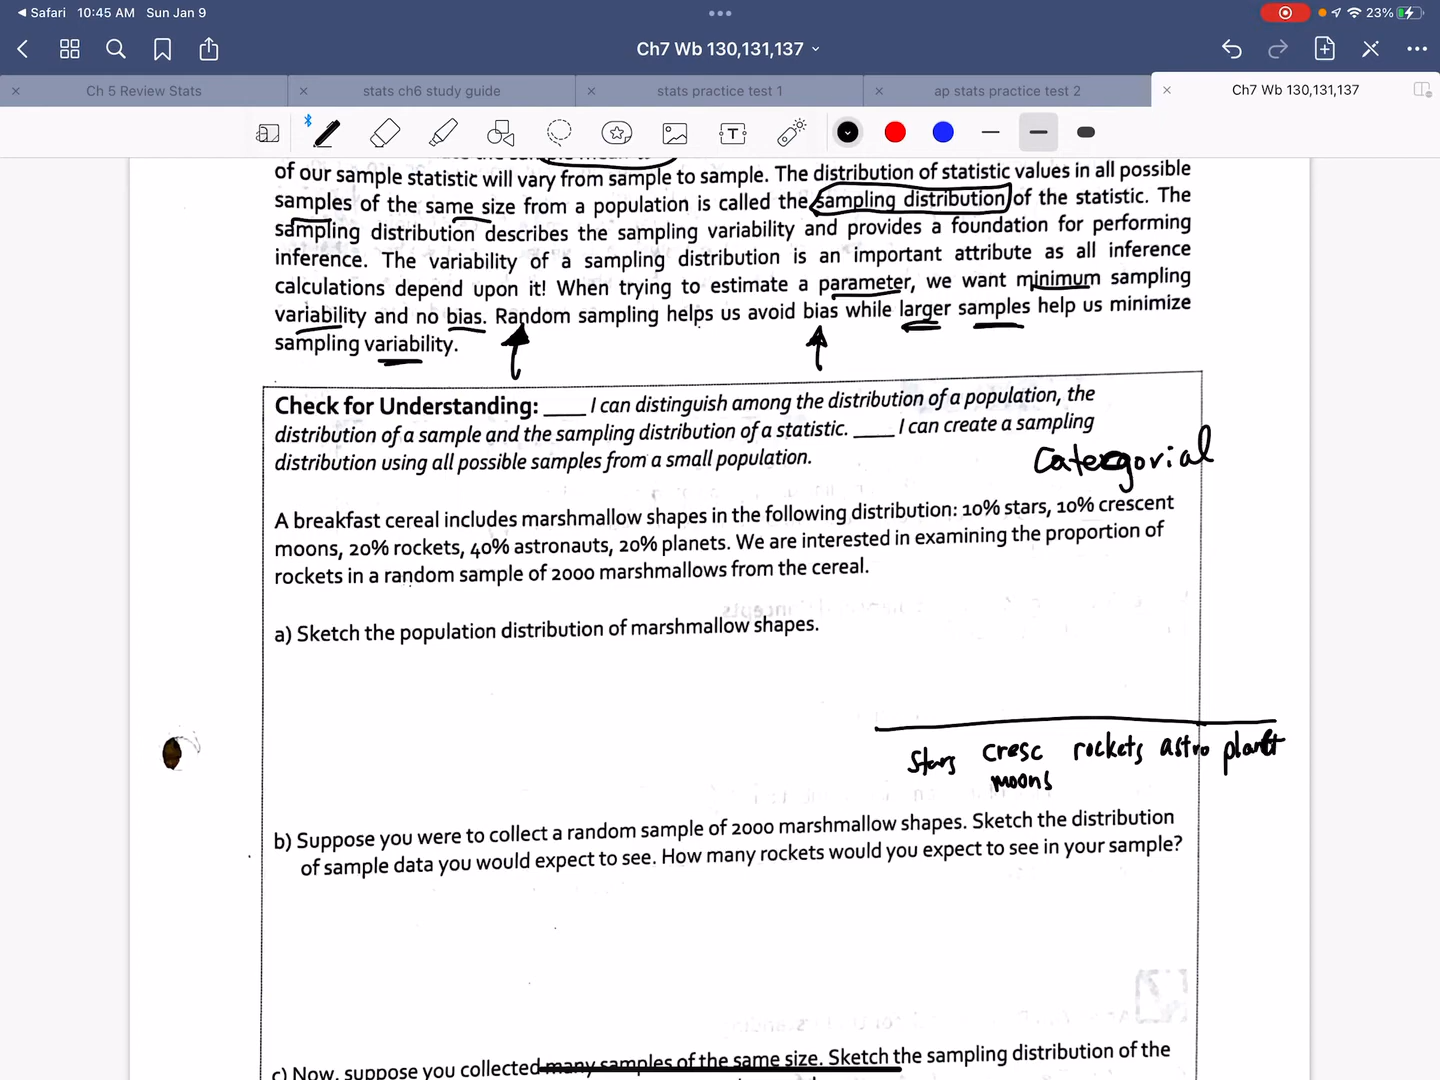 Safari 10:45 AM Sun Jan 9
23%
Ch7 Wb 130,131,137
Ch 5 Review Stats
stats ch6 study guide
stats practice test 1
ap stats practice test 2
Ch7 Wb 130,131,137
of our sample statistic will vary from sample to sample. The distribution of statistic values in all possible
samples of the same size from a population is called the sampling distribution of the statistic. The
sampling distribution describes the sampling variability and provides a foundation for performing
inference. The variability of a sampling distribution is an important attribute as all inference
calculations depend upon it! When trying to estimate a parameter, we want minimum sampling
variability and no bias. Random sampling helps us avoid bias while larger samples help us minimize
sampling variability.
Check for Understanding: ____ I can distinguish among the distribution of a population, the
distribution of a sample and the sampling distribution of a statistic. ____ I can create a sampling
distribution using all possible samples from a small population.
Catergorial
A breakfast cereal includes marshmallow shapes in the following distribution: 10% stars, 10% crescent
moons, 20% rockets, 40% astronauts, 20% planets. We are interested in examining the proportion of
rockets in a random sample of 2000 marshmallows from the cereal.
a) Sketch the population distribution of marshmallow shapes.
Stars cresc rockets astro planet
moons
b) Suppose you were to collect a random sample of 2000 marshmallow shapes. Sketch the distribution
of sample data you would expect to see. How many rockets would you expect to see in your sample?
c) Now, suppose you collected many samples of the same size. Sketch the sampling distribution of the